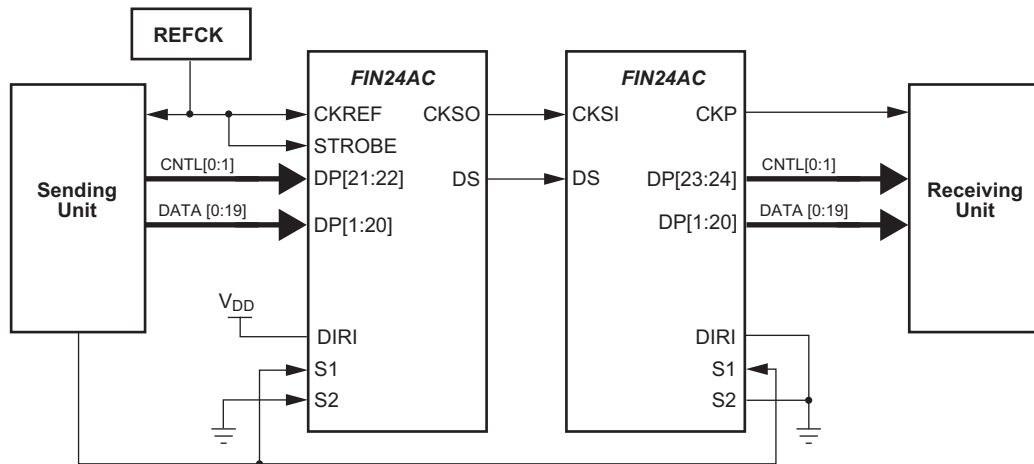 REFCK
FIN24AC
FIN24AC
CKREF
CKSO
CKSI
CKP
STROBE
CNTL[0:1]
DP[21:22]
DS
DS
DP[23:24]
CNTL[0:1]
Sending
Unit
Receiving
Unit
DATA [0:19]
DP[1:20]
DP[1:20]
DATA [0:19]
VDD
DIRI
DIRI
S1
S1
S2
S2